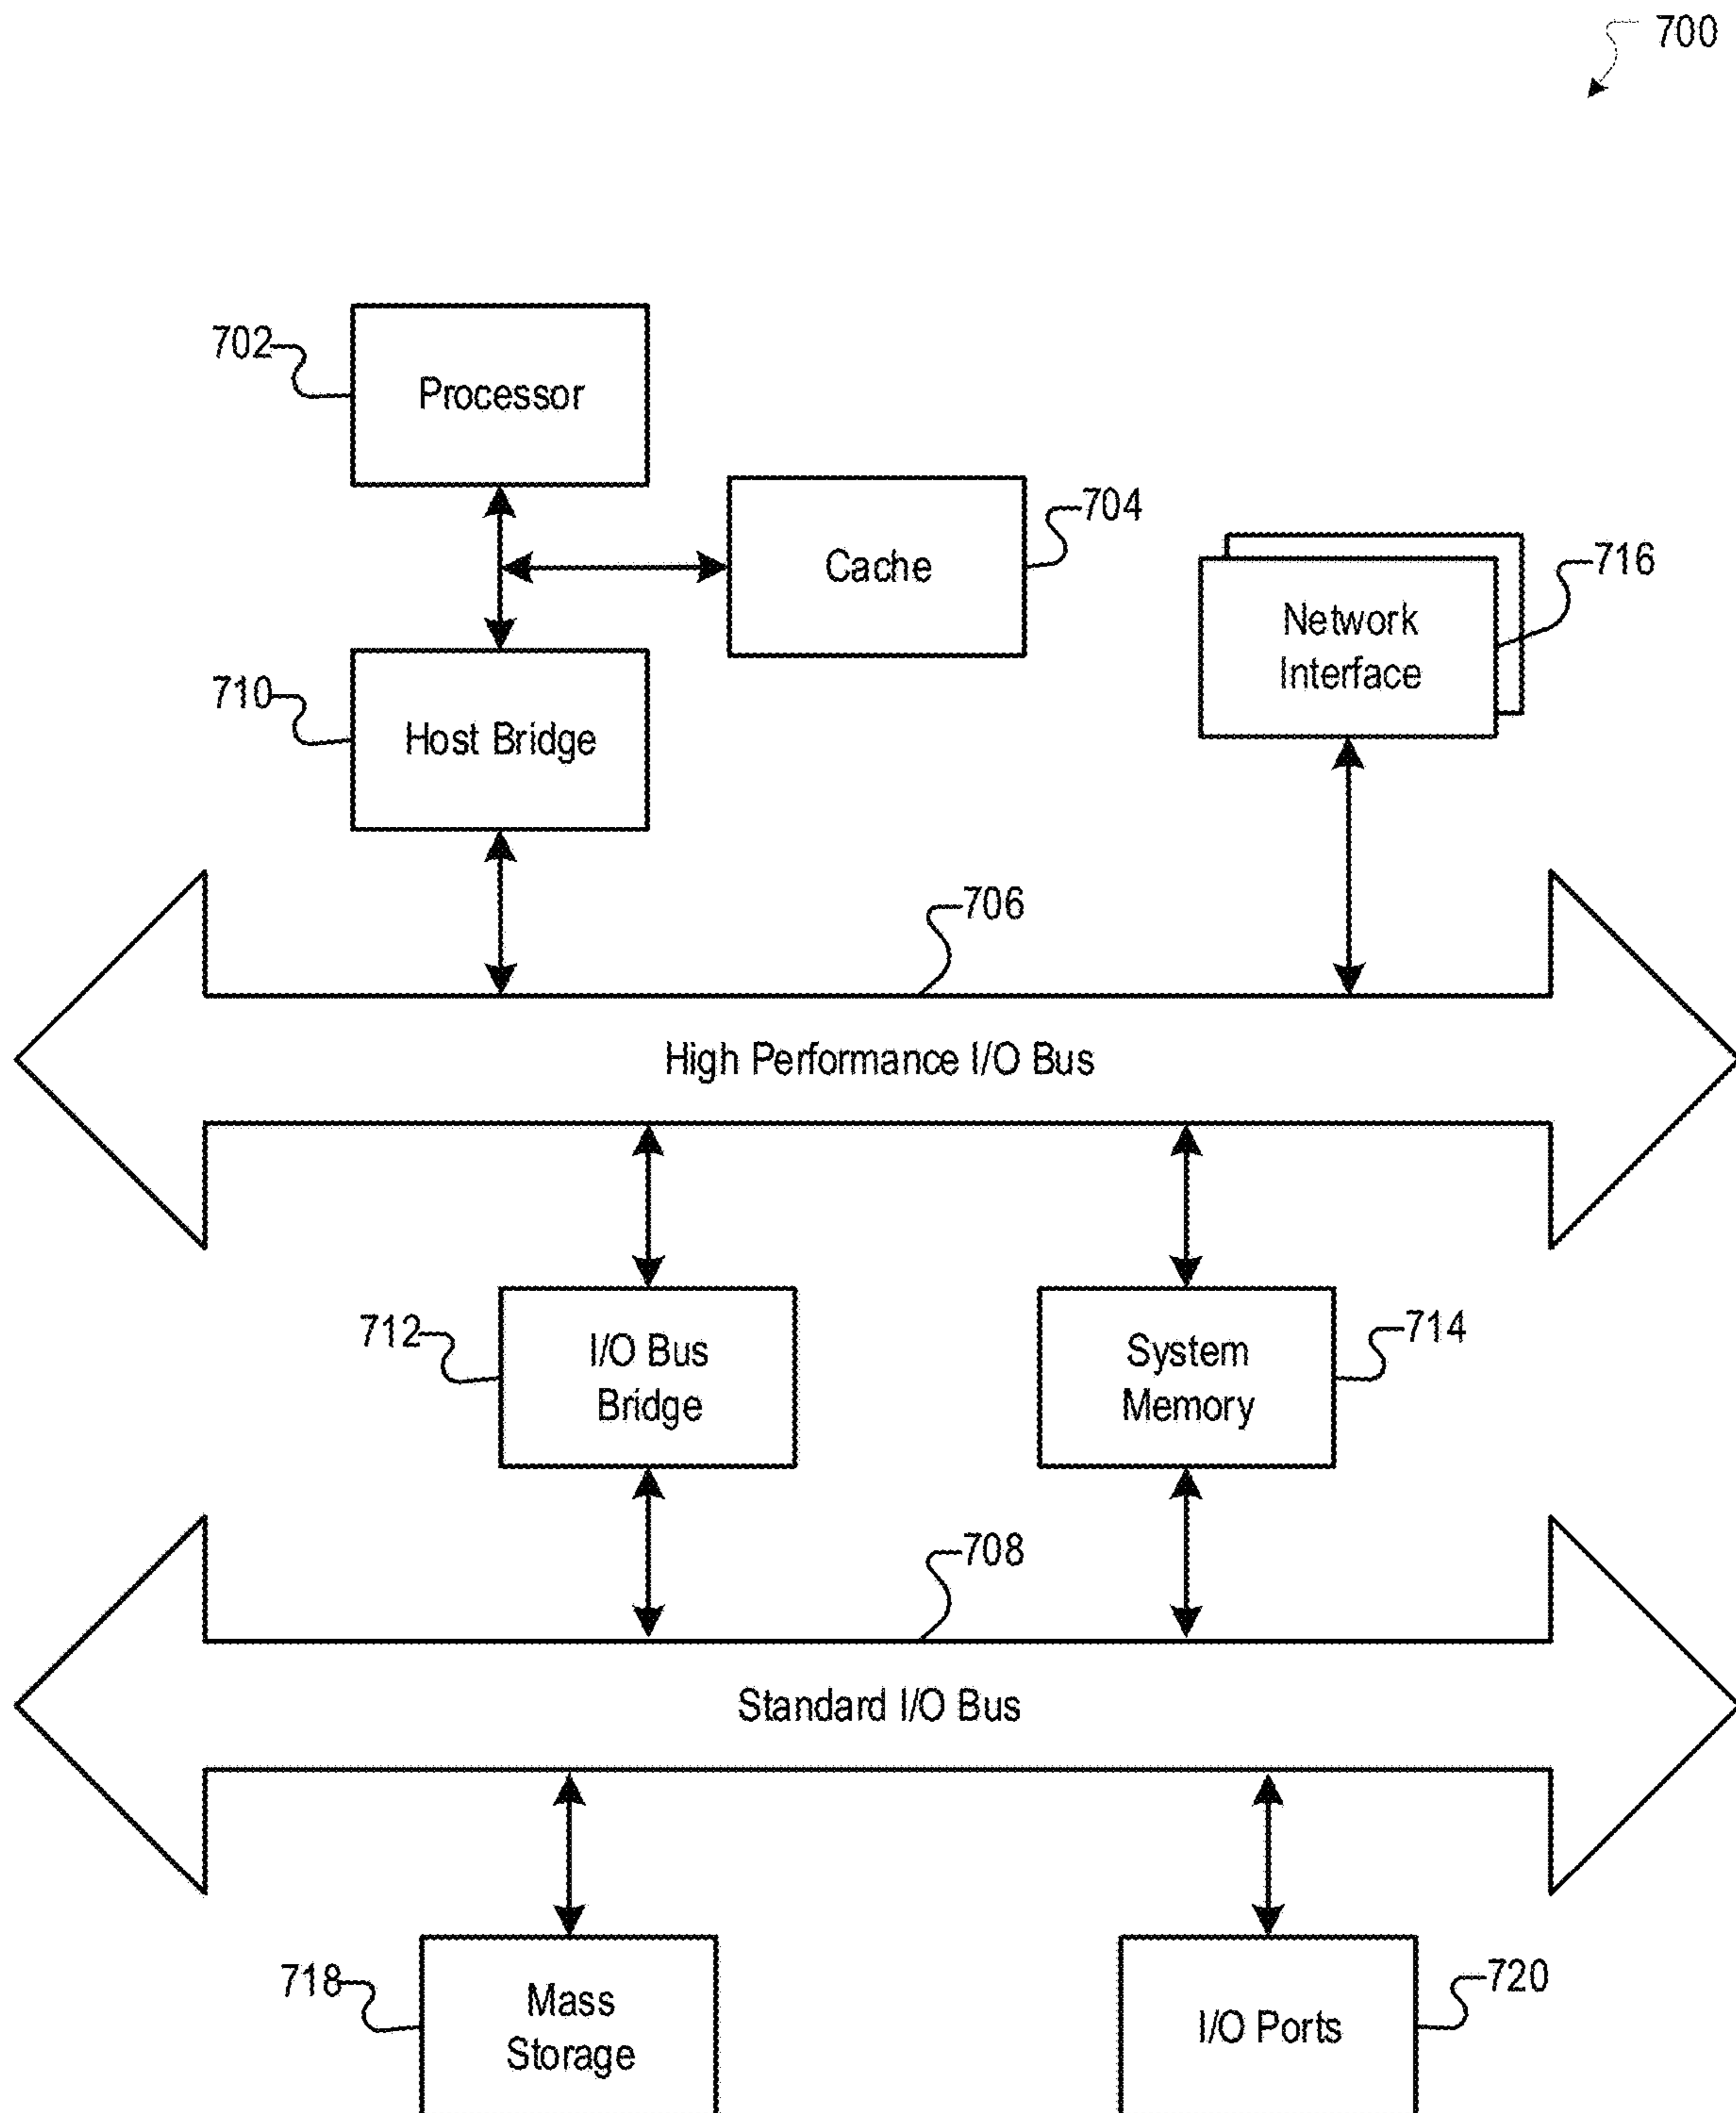 700
702
Processor
704
Cache
716
Network
Interface
710
Host Bridge
706
High Performance I/O Bus
712
I/O Bus
Bridge
714
System
Memory
708
Standard I/O Bus
718
Mass
Storage
720
I/O Ports